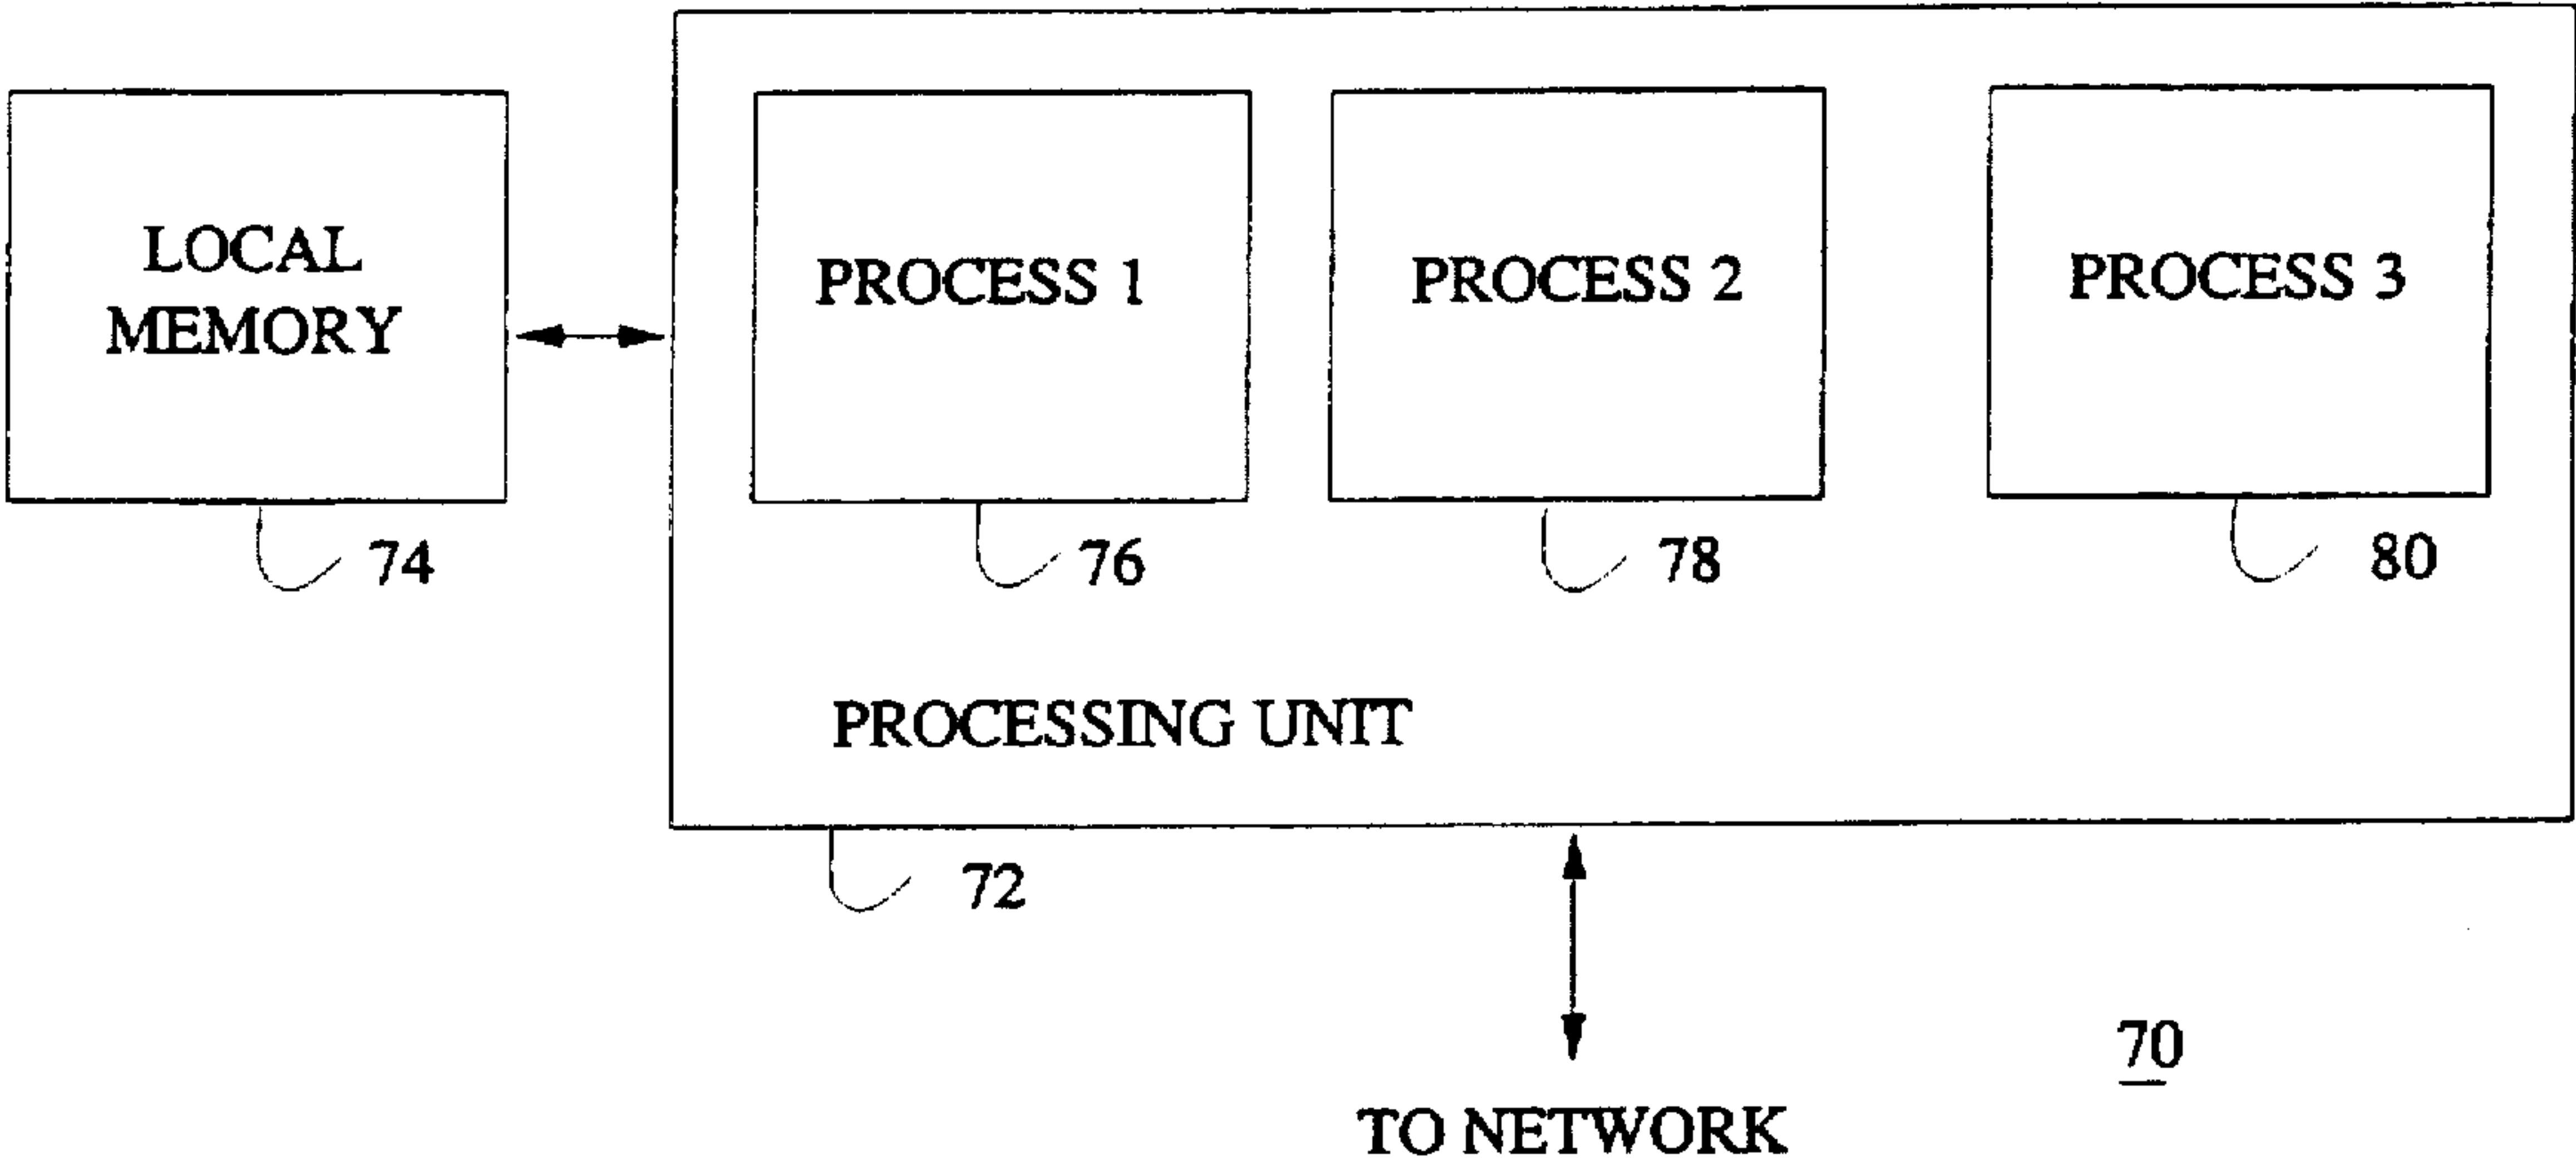 LOCAL
MEMORY
PROCESS 1
PROCESS 2
PROCESS 3
74
76
78
80
PROCESSING UNIT
72
70
TO NETWORK